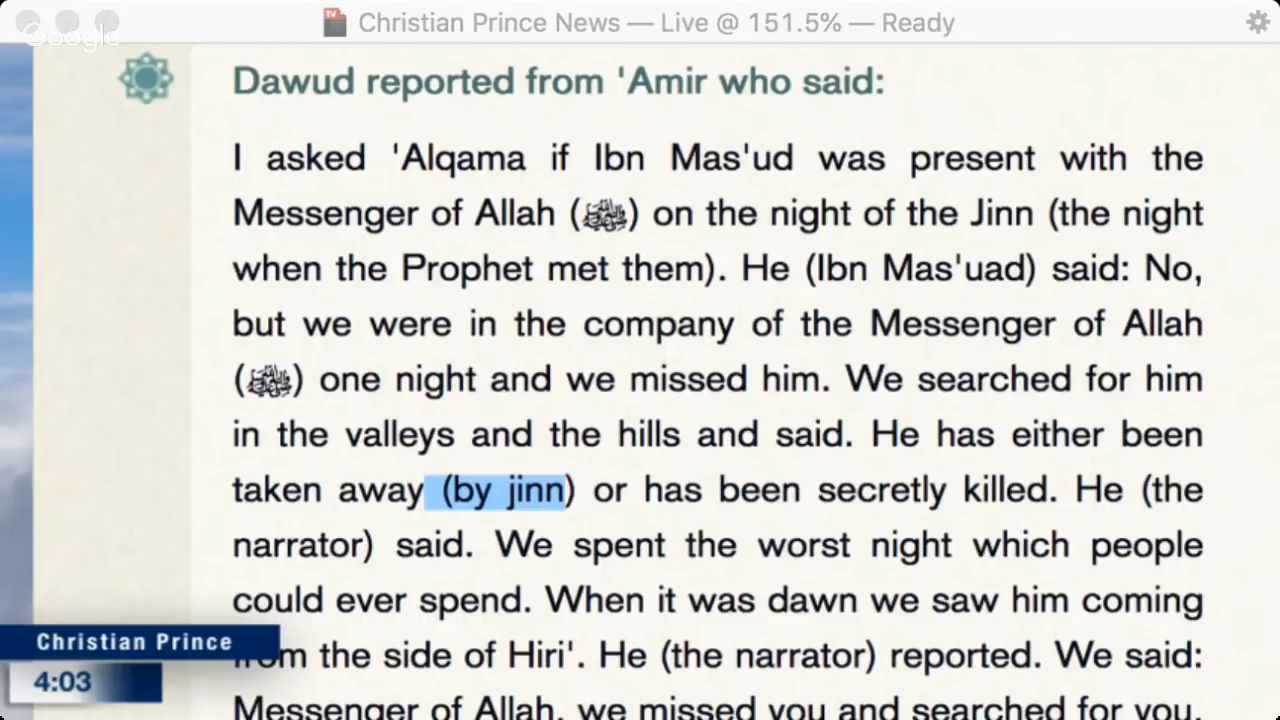 Christian Prince News — Live @ 151.5% — Ready
Google
Dawud reported from 'Amir who said:
I asked 'Alqama if Ibn Mas'ud was present with the
Messenger of Allah (ﷺ) on the night of the Jinn (the night
when the Prophet met them). He (Ibn Mas'uad) said: No,
but we were in the company of the Messenger of Allah
(ﷺ) one night and we missed him. We searched for him
in the valleys and the hills and said. He has either been
taken away (by jinn) or has been secretly killed. He (the
narrator) said. We spent the worst night which people
could ever spend. When it was dawn we saw him coming
from the side of Hiri'. He (the narrator) reported. We said:
Messenger of Allah, we missed you and searched for you,
Christian Prince
4:03